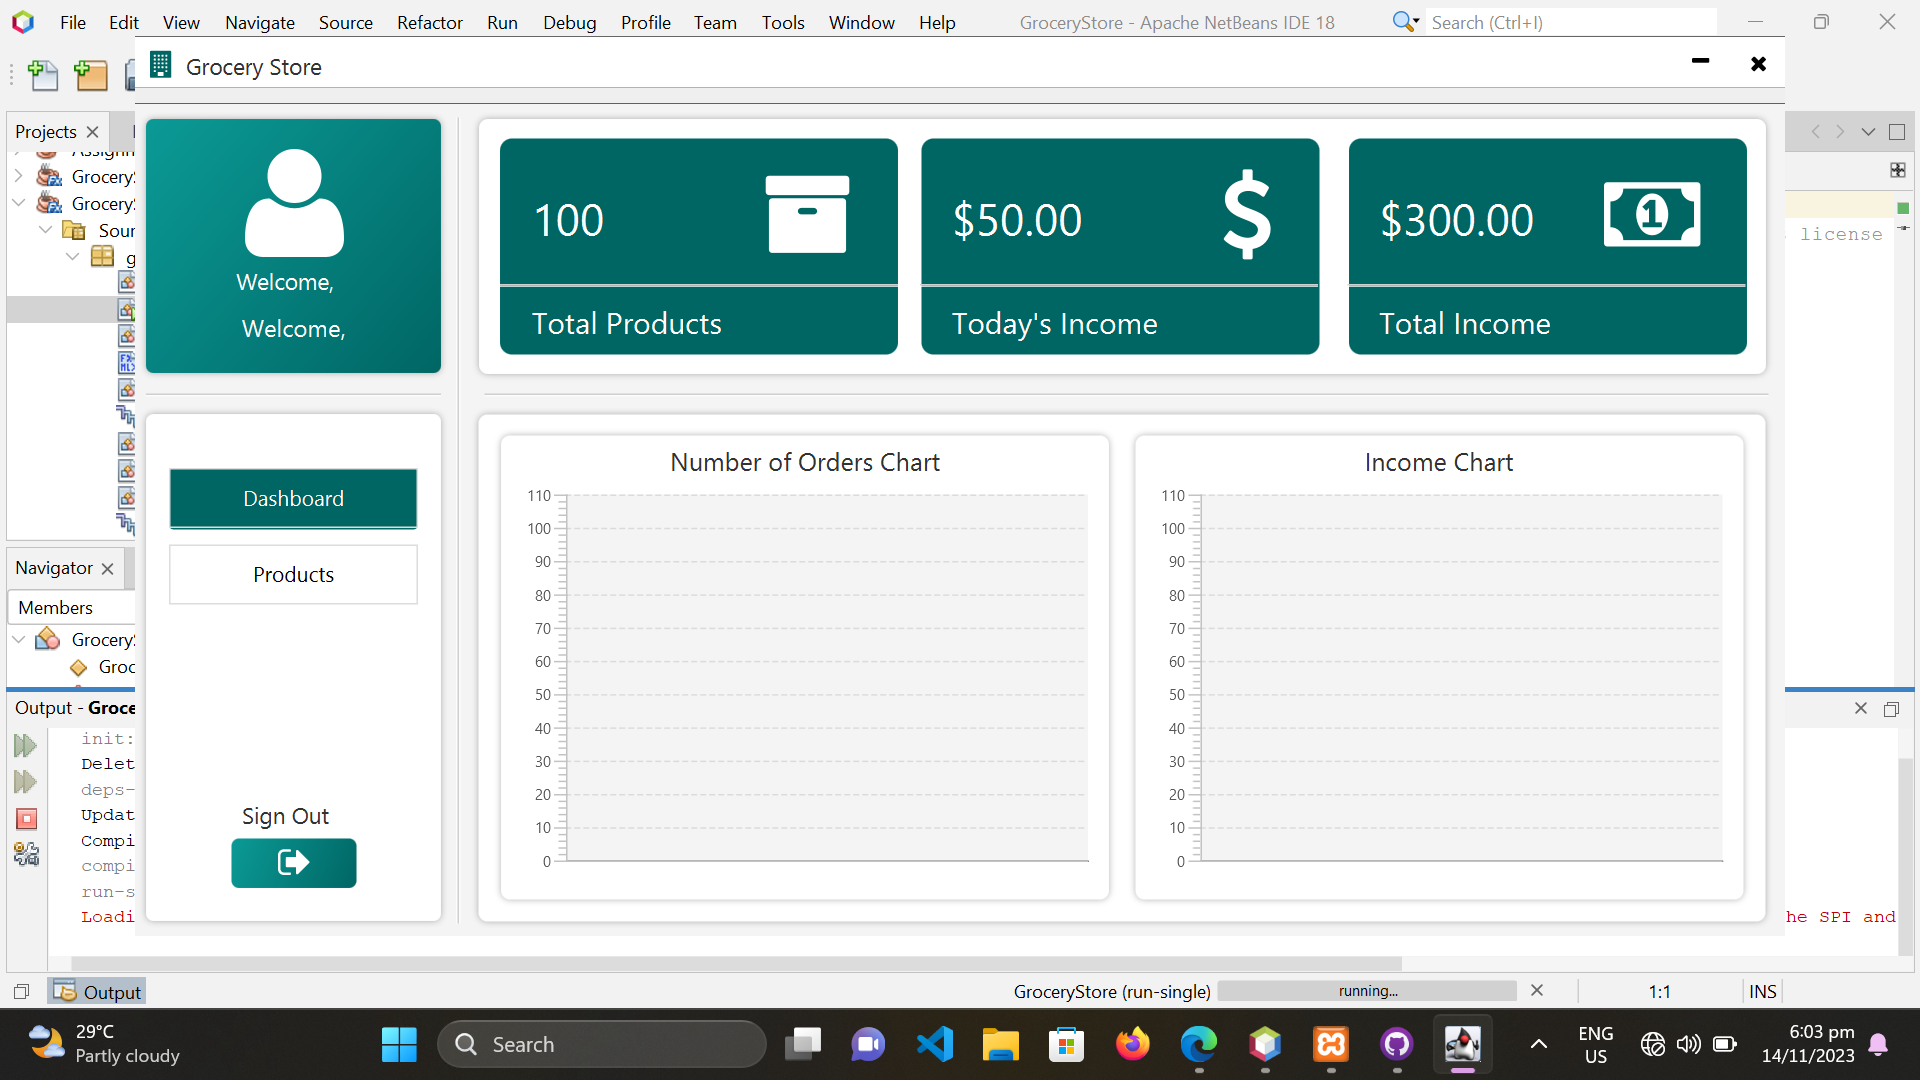 File Edit View Navigate Source Refactor Run Debug Profile Team Tools Window Help GroceryStore - Apache NetBeans IDE 18 Search (Ctrl+I)
Grocery Store
Projects
Welcome,
Welcome,
100
Total Products
$50.00
Today's Income
$300.00
Total Income
license
Dashboard
Products
Sign Out
Number of Orders Chart
110
100
90
80
70
60
50
40
30
20
10
0
Income Chart
110
100
90
80
70
60
50
40
30
20
10
0
Navigator
Members
Output - Groce
init:
Delet
deps-
Updat
Compi
compi
run-s
Loadi
he SPI and
Output
GroceryStore (run-single) running... 1:1 INS
29°C
Partly cloudy
Search
ENG
US
6:03 pm
14/11/2023